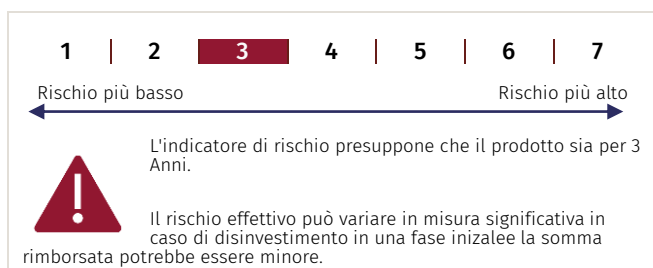 1 2 3 4 5 6 7
Rischio più basso Rischio più alto
L'indicatore di rischio presuppone che il prodotto sia per 3
Anni.
Il rischio effettivo può variare in misura significativa in
caso di disinvestimento in una fase inizalee la somma
rimborsata potrebbe essere minore.